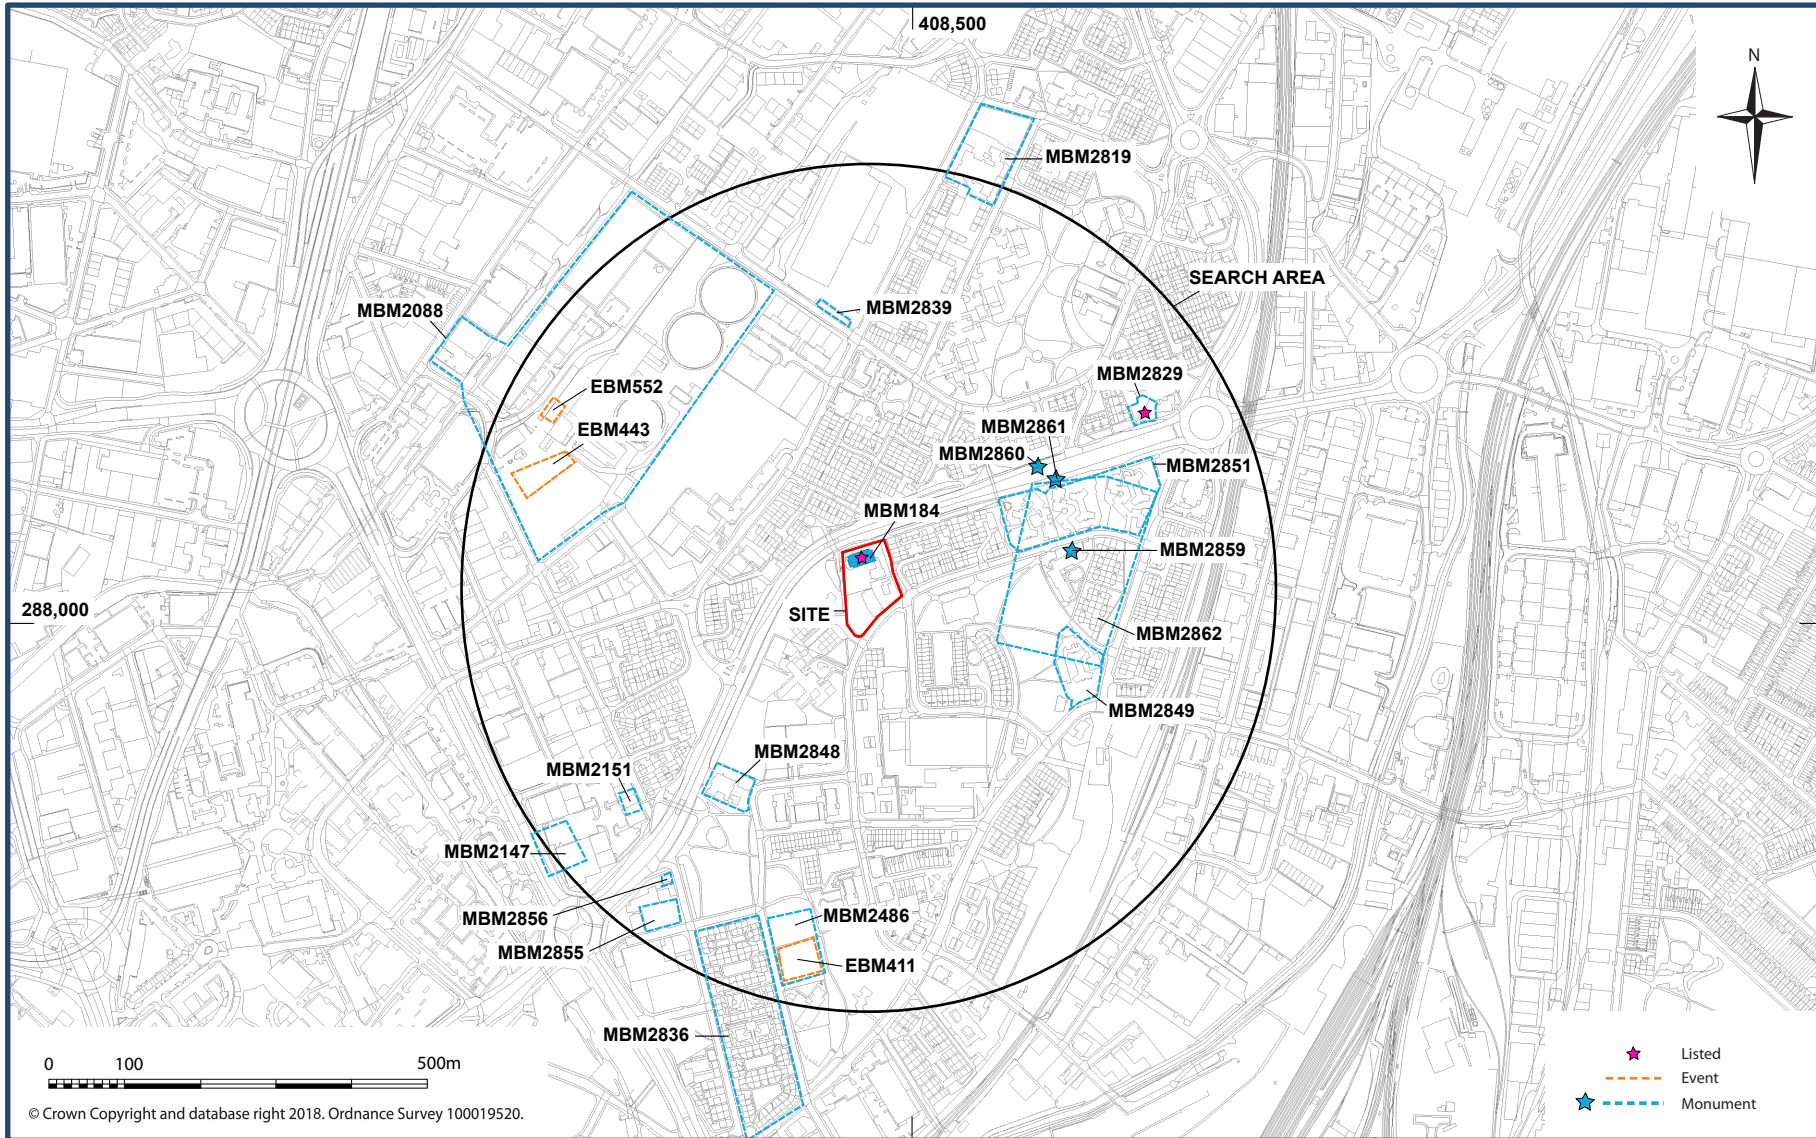 408,500
N
MBM2819
SEARCH AREA
MBM2088
MBM2839
MBM2829
EBM552
EBM443
MBM2861
MBM2860
MBM2851
MBM184
MBM2859
288,000
SITE
MBM2862
MBM2849
MBM2848
MBM2151
MBM2147
MBM2856
MBM2486
MBM2855
EBM411
MBM2836
0 100 500m
© Crown Copyright and database right 2018. Ordnance Survey 100019520.
Listed
Event
Monument